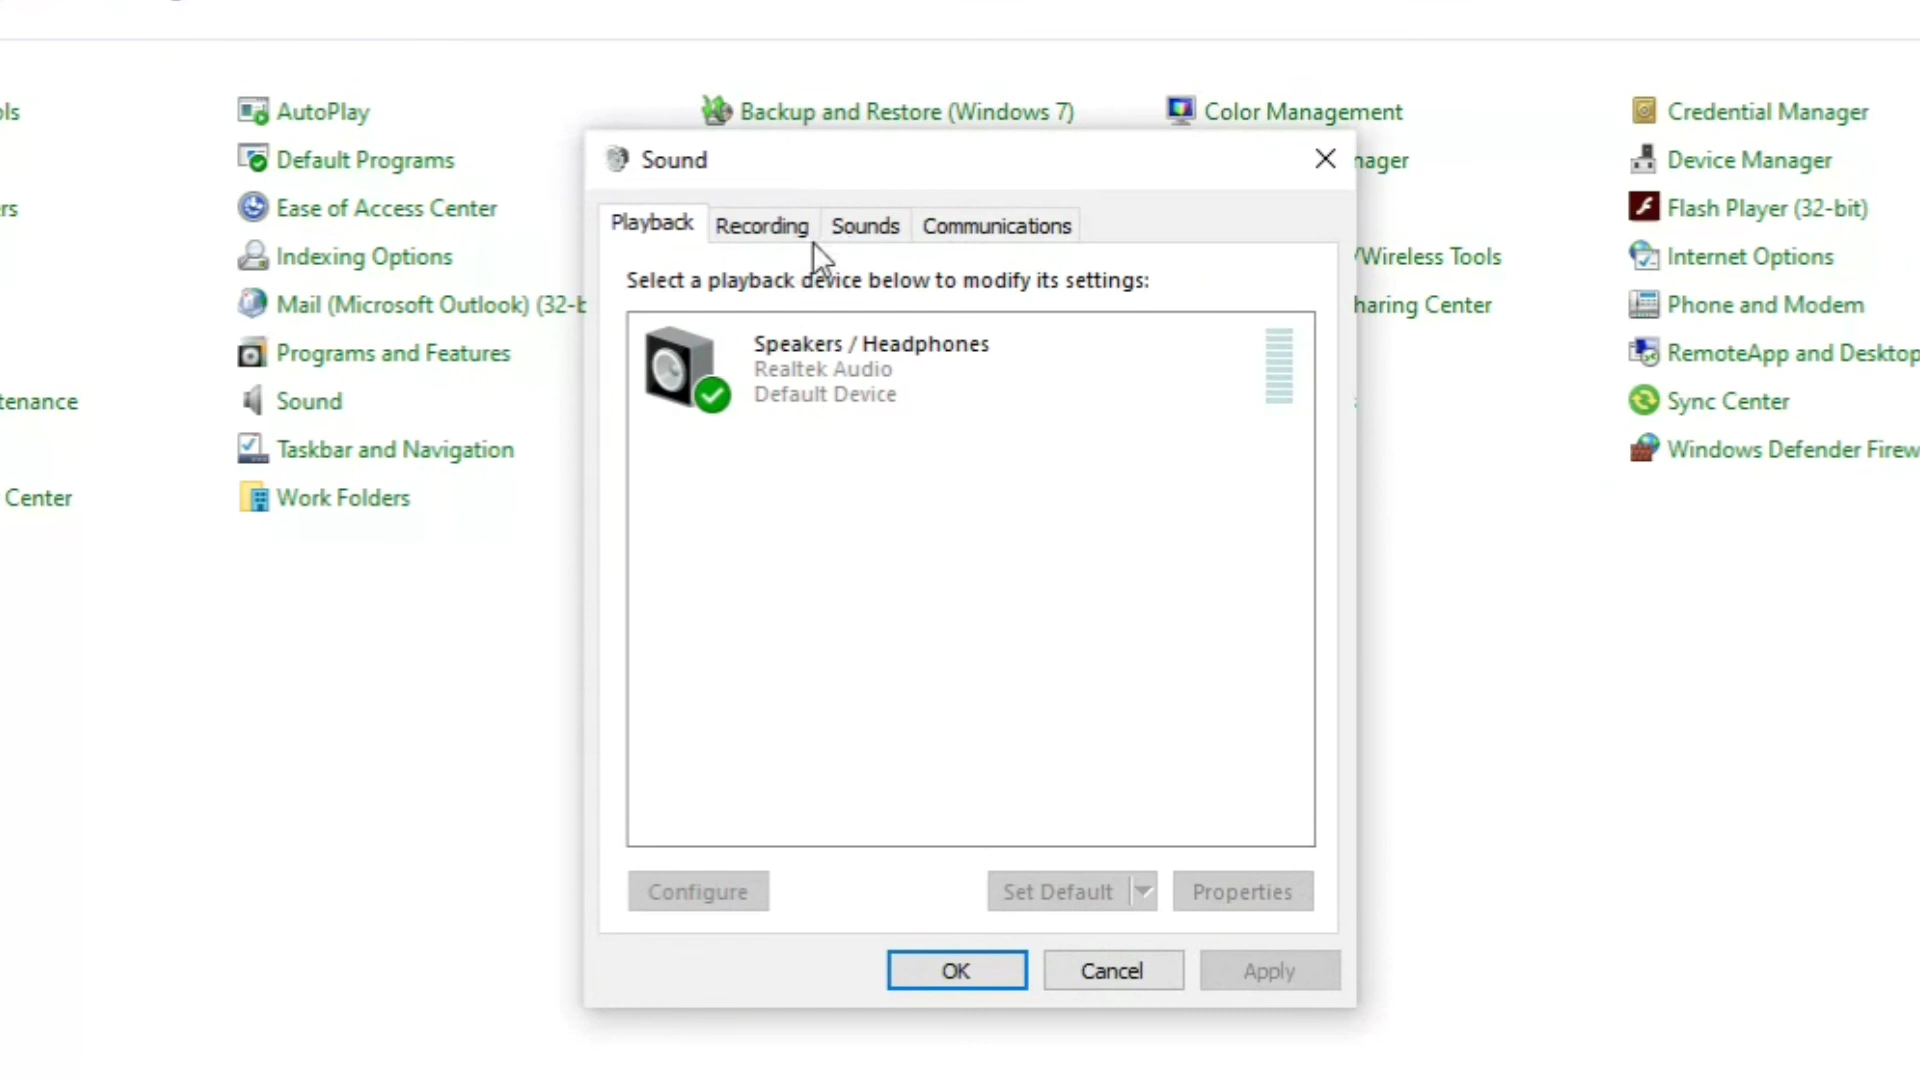 ls
AutoPlay
Backup and Restore (Windows 7)
Color Management
Credential Manager
Default Programs
nager
Device Manager
rs
Ease of Access Center
Flash Player (32-bit)
Indexing Options
/Wireless Tools
Internet Options
Mail (Microsoft Outlook) (32-b
haring Center
Phone and Modem
Programs and Features
RemoteApp and Desktop
tenance
Sound
Sync Center
Taskbar and Navigation
Windows Defender Firew
Center
Work Folders
Sound
Playback
Recording
Sounds
Communications
Select a playback device below to modify its settings:
Speakers / Headphones
Realtek Audio
Default Device
Configure
Set Default
Properties
OK
Cancel
Apply